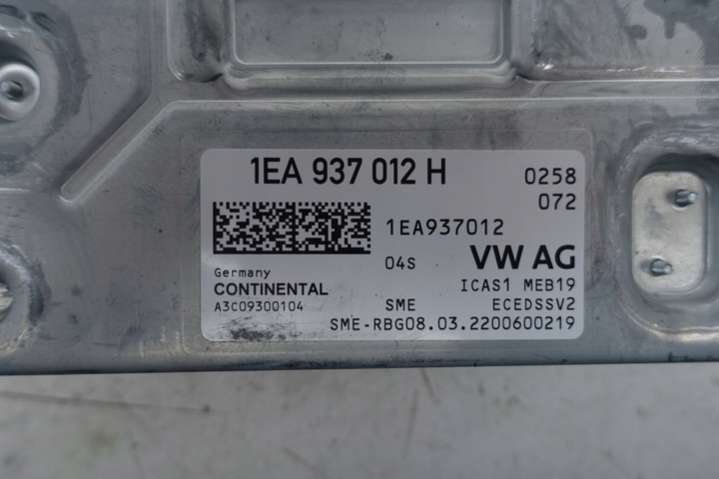 1EA 937 012 H 0258
072
1EA937012
04S VW AG
Germany ICAS1 MEB19
CONTINENTAL
A3C09300104 SME ECEDSSV2
SME-RBG08.03.2200600219